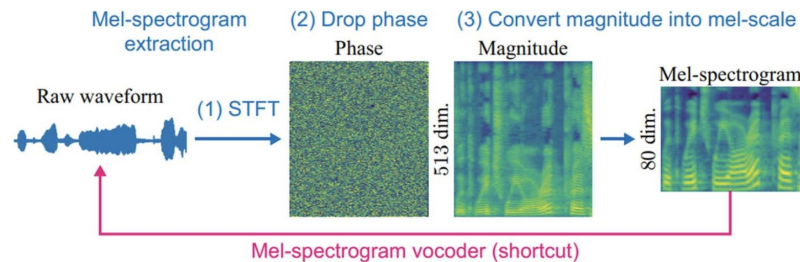 Mel-spectrogram
extraction
(2) Drop phase
(3) Convert magnitude into mel-scale
Phase
Magnitude
Mel-spectrogram
Raw waveform
(1) STFT
513 dim.
80 dim.
Mel-spectrogram vocoder (shortcut)